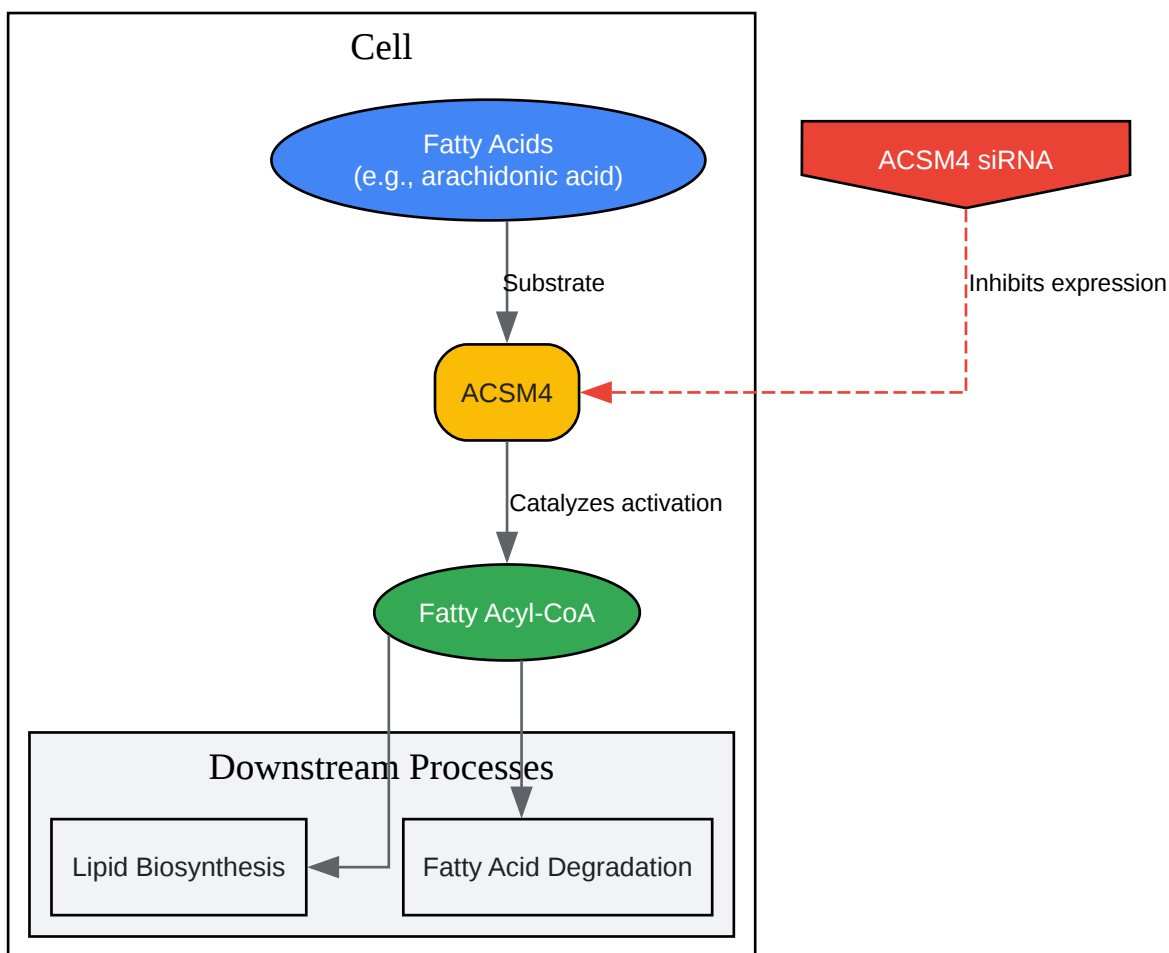 Cell
Fatty Acids
(e.g., arachidonic acid)
ACSM4 siRNA
Substrate
Inhibits expression
ACSM4
Catalyzes activation
Fatty Acyl-CoA
Downstream Processes
Lipid Biosynthesis
Fatty Acid Degradation